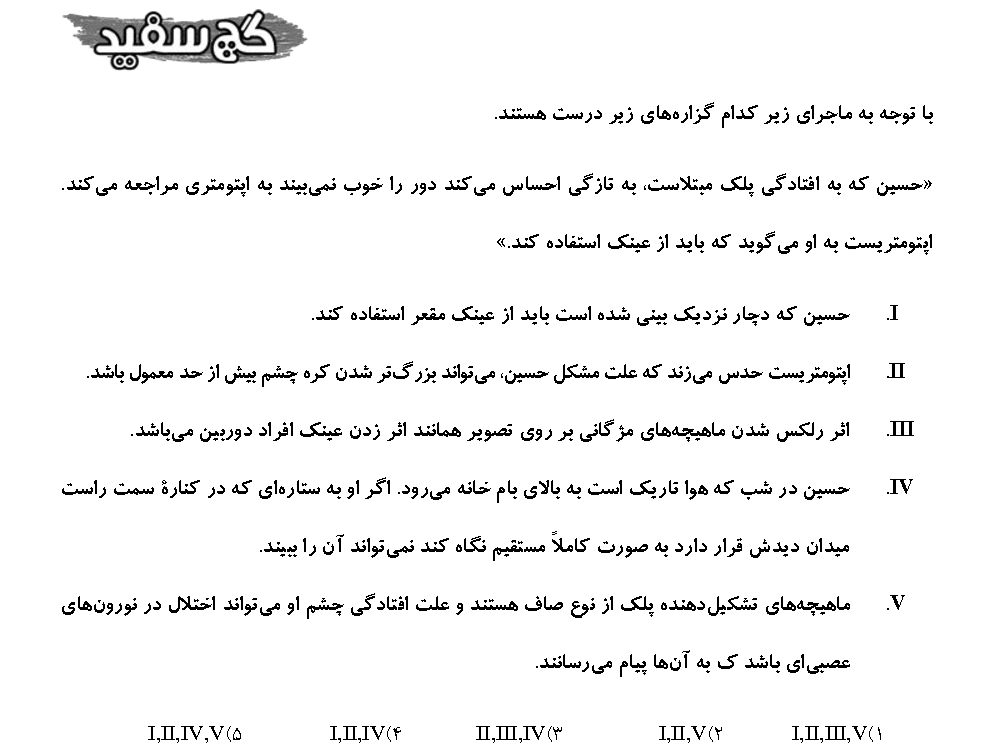 گچ سفید
با توجه به ماجرای زیر کدام گزاره‌های زیر درست هستند.
«حسین که به افتادگی پلک مبتلاست، به تازگی احساس می‌کند دور را خوب نمی‌بیند به اپتومتری مراجعه می‌کند.
اپتومتریست به او می‌گوید که باید از عینک استفاده کند.»
I. حسین که دچار نزدیک بینی شده است باید از عینک مقعر استفاده کند.
II. اپتومتریست حدس می‌زند که علت مشکل حسین، می‌تواند بزرگ‌تر شدن کره چشم بیش از حد معمول باشد.
III. اثر رلکس شدن ماهیچه‌های مژگانی بر روی تصویر همانند اثر زدن عینک افراد دوربین می‌باشد.
IV. حسین در شب که هوا تاریک است به بالای بام خانه می‌رود. اگر او به ستاره‌ای که در کنارۀ سمت راست
میدان دیدش قرار دارد به صورت کاملاً مستقیم نگاه کند نمی‌تواند آن را ببیند.
V. ماهیچه‌های تشکیل‌دهنده پلک از نوع صاف هستند و علت افتادگی چشم او می‌تواند اختلال در نورون‌های
عصبی‌ای باشد ک به آن‌ها پیام می‌رسانند.
۱) I,II,III,V ۲) I,II,V ۳) II,III,IV ۴) I,II,IV ۵) I,II,IV,V